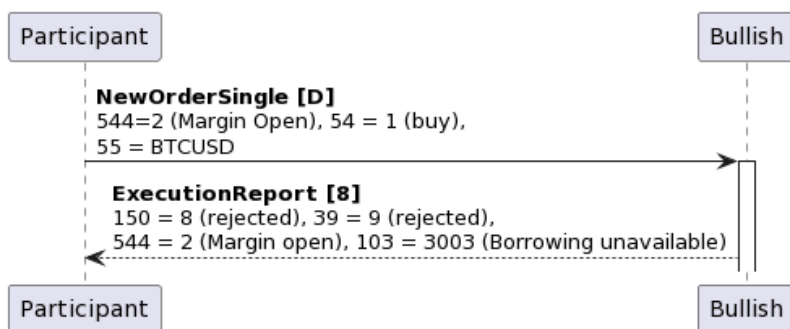 Participant
Bullish
NewOrderSingle [D]
544=2 (Margin Open), 54 = 1 (buy),
55 = BTCUSD
ExecutionReport [8]
150 = 8 (rejected), 39 = 9 (rejected),
544 = 2 (Margin open), 103 = 3003 (Borrowing unavailable)
Participant
Bullish